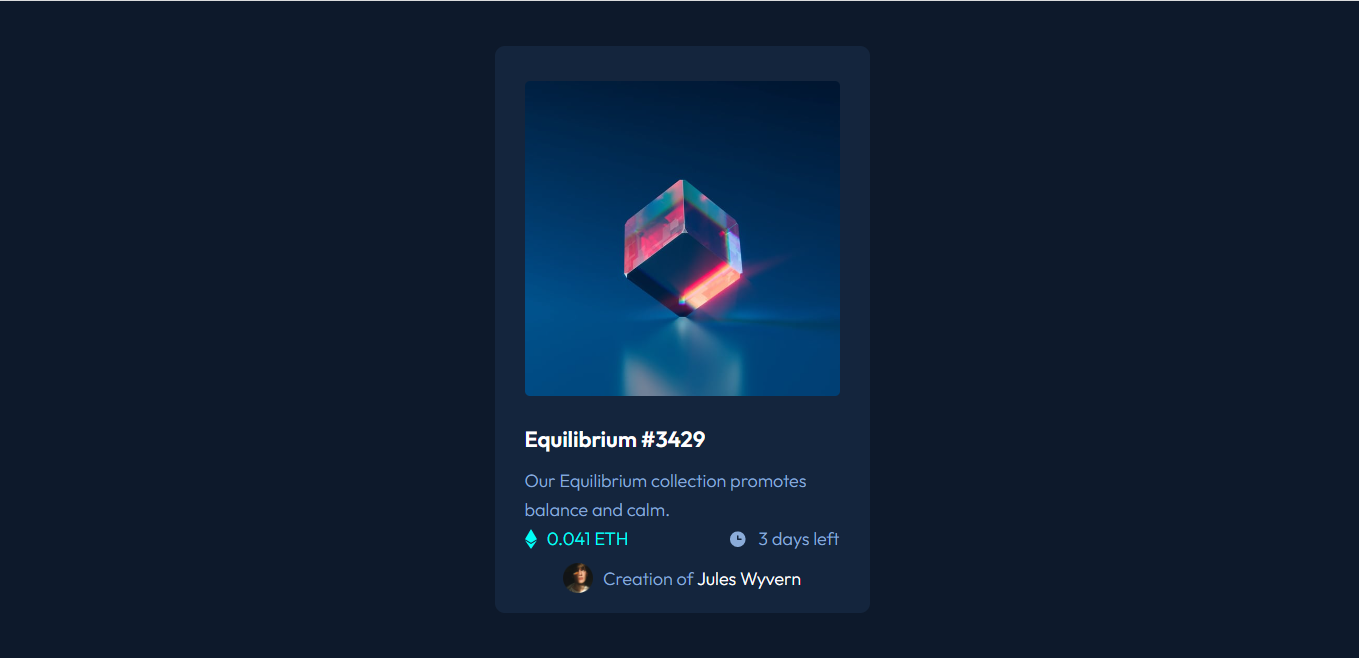 Equilibrium #3429
Our Equilibrium collection promotes
balance and calm.
0.041 ETH 3 days left
Creation of Jules Wyvern